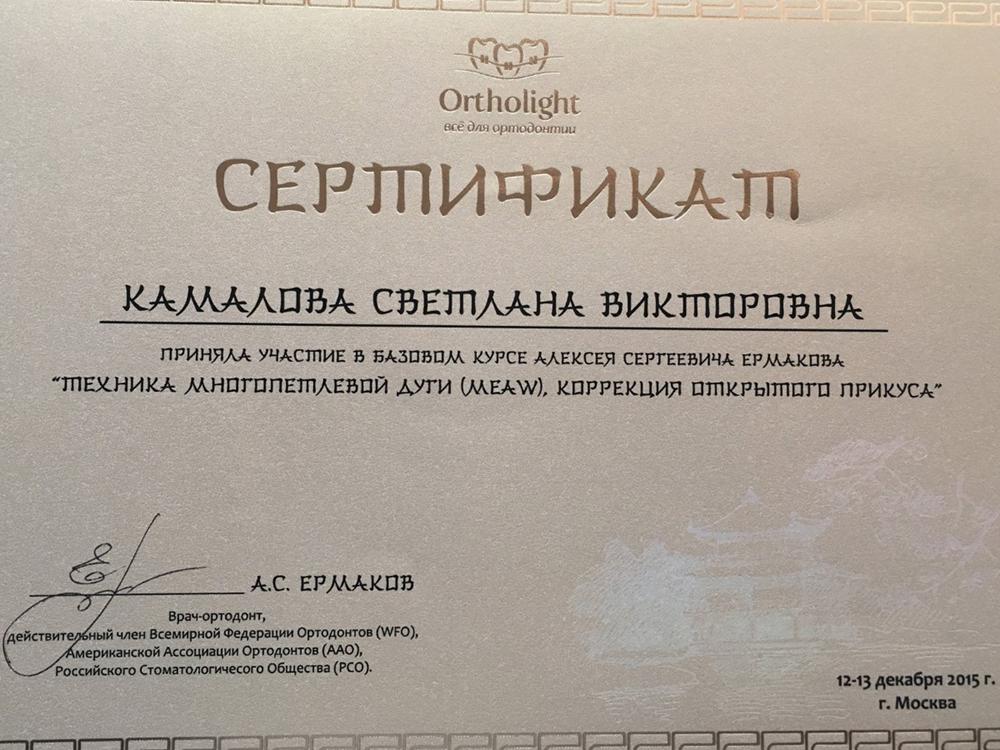 Ortholight
всё для ортодонтии
СЕРТИФИКАТ
КАМАЛОВА СВЕТЛАНА ВИКТОРОВНА
ПРИНЯЛА УЧАСТИЕ В БАЗОВОМ КУРСЕ АЛЕКСЕЯ СЕРГЕЕВИЧА ЕРМАКОВА
“ТЕХНИКА МНОГОПЕТЛЕВОЙ ДУГИ (MEAW), КОРРЕКЦИЯ ОТКРЫТОГО ПРИКУСА”
А.С. ЕРМАКОВ
Врач-ортодонт,
действительный член Всемирной Федерации Ортодонтов (WFO),
Американской Ассоциации Ортодонтов (ААО),
Российского Стоматологичесого Общества (РСО).
12-13 декабря 2015 г.
г. Москва